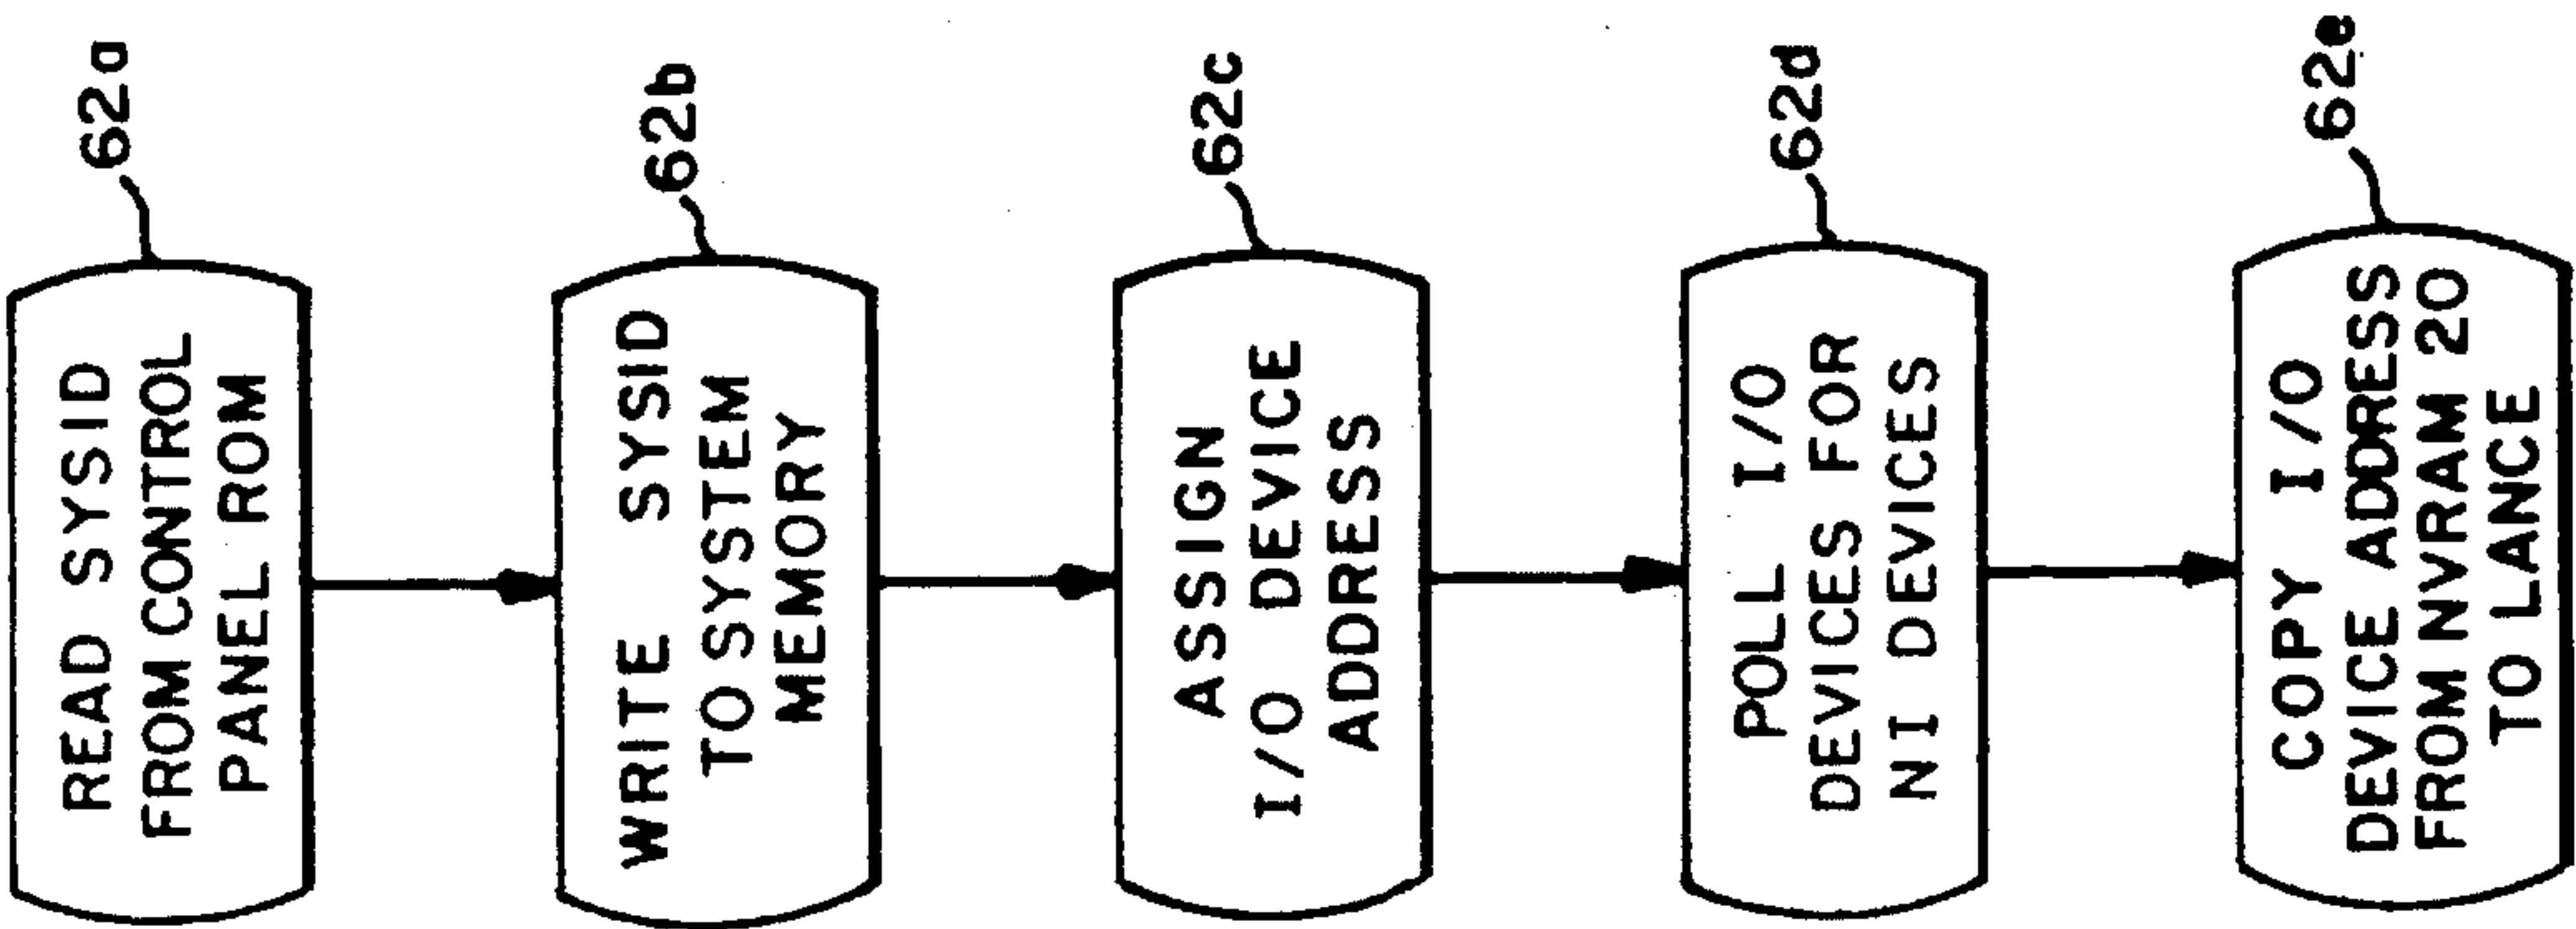 62a
READ SYSID
FROM CONTROL
PANEL ROM
62b
WRITE SYSID
TO SYSTEM
MEMORY
62c
ASSIGN
I/O DEVICE
ADDRESS
62d
POLL I/O
DEVICES FOR
NI DEVICES
62e
COPY I/O
DEVICE ADDRESS
FROM NVRAM 20
TO LANCE